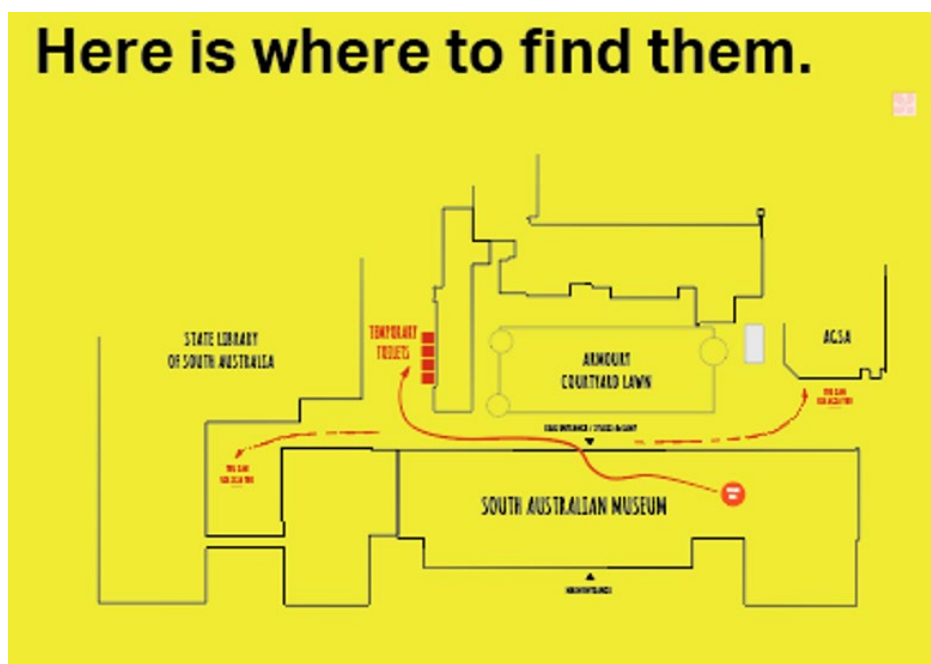 Here is where to find them.
STATE LIBRARY
OF SOUTH AUSTRALIA
TEMPORARY
TOILETS
ARMOURY
COURTYARD LAWN
AGSA
SOUTH AUSTRALIAN MUSEUM